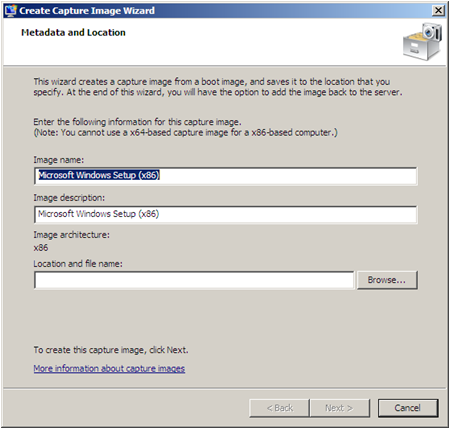 Create Capture Image Wizard
Metadata and Location
This wizard creates a capture image from a boot image, and saves it to the location that you
specify. At the end of this wizard, you will have the option to add the image back to the server.
Enter the following information for this capture image.
(Note: You cannot use a x64-based capture image for a x86-based computer.)
Image name:
Microsoft Windows Setup (x86)
Image description:
Microsoft Windows Setup (x86)
Image architecture:
x86
Location and file name:
Browse...
To create this capture image, click Next.
More information about capture images
< Back
Next >
Cancel